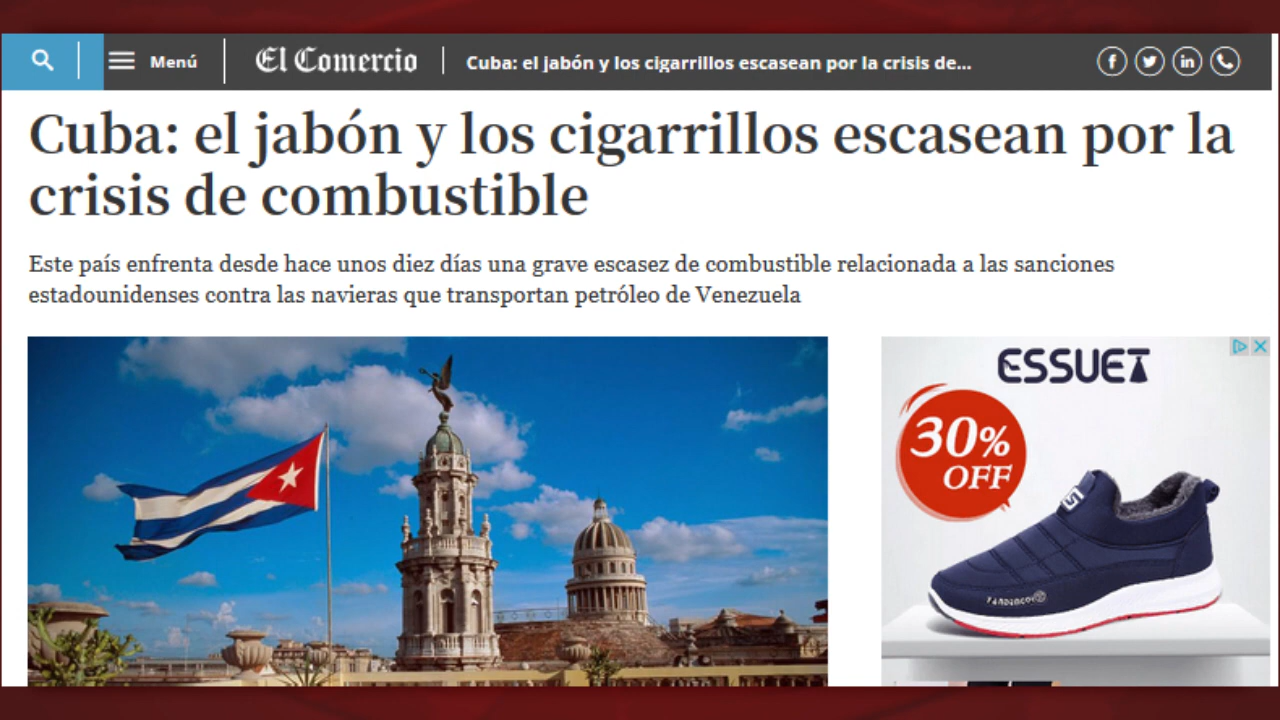 Menú
El Comercio
Cuba: el jabón y los cigarrillos escasean por la crisis de...
Cuba: el jabón y los cigarrillos escasean por la
crisis de combustible
Este país enfrenta desde hace unos diez días una grave escasez de combustible relacionada a las sanciones
estadounidenses contra las navieras que transportan petróleo de Venezuela
ESSUET
30%
OFF